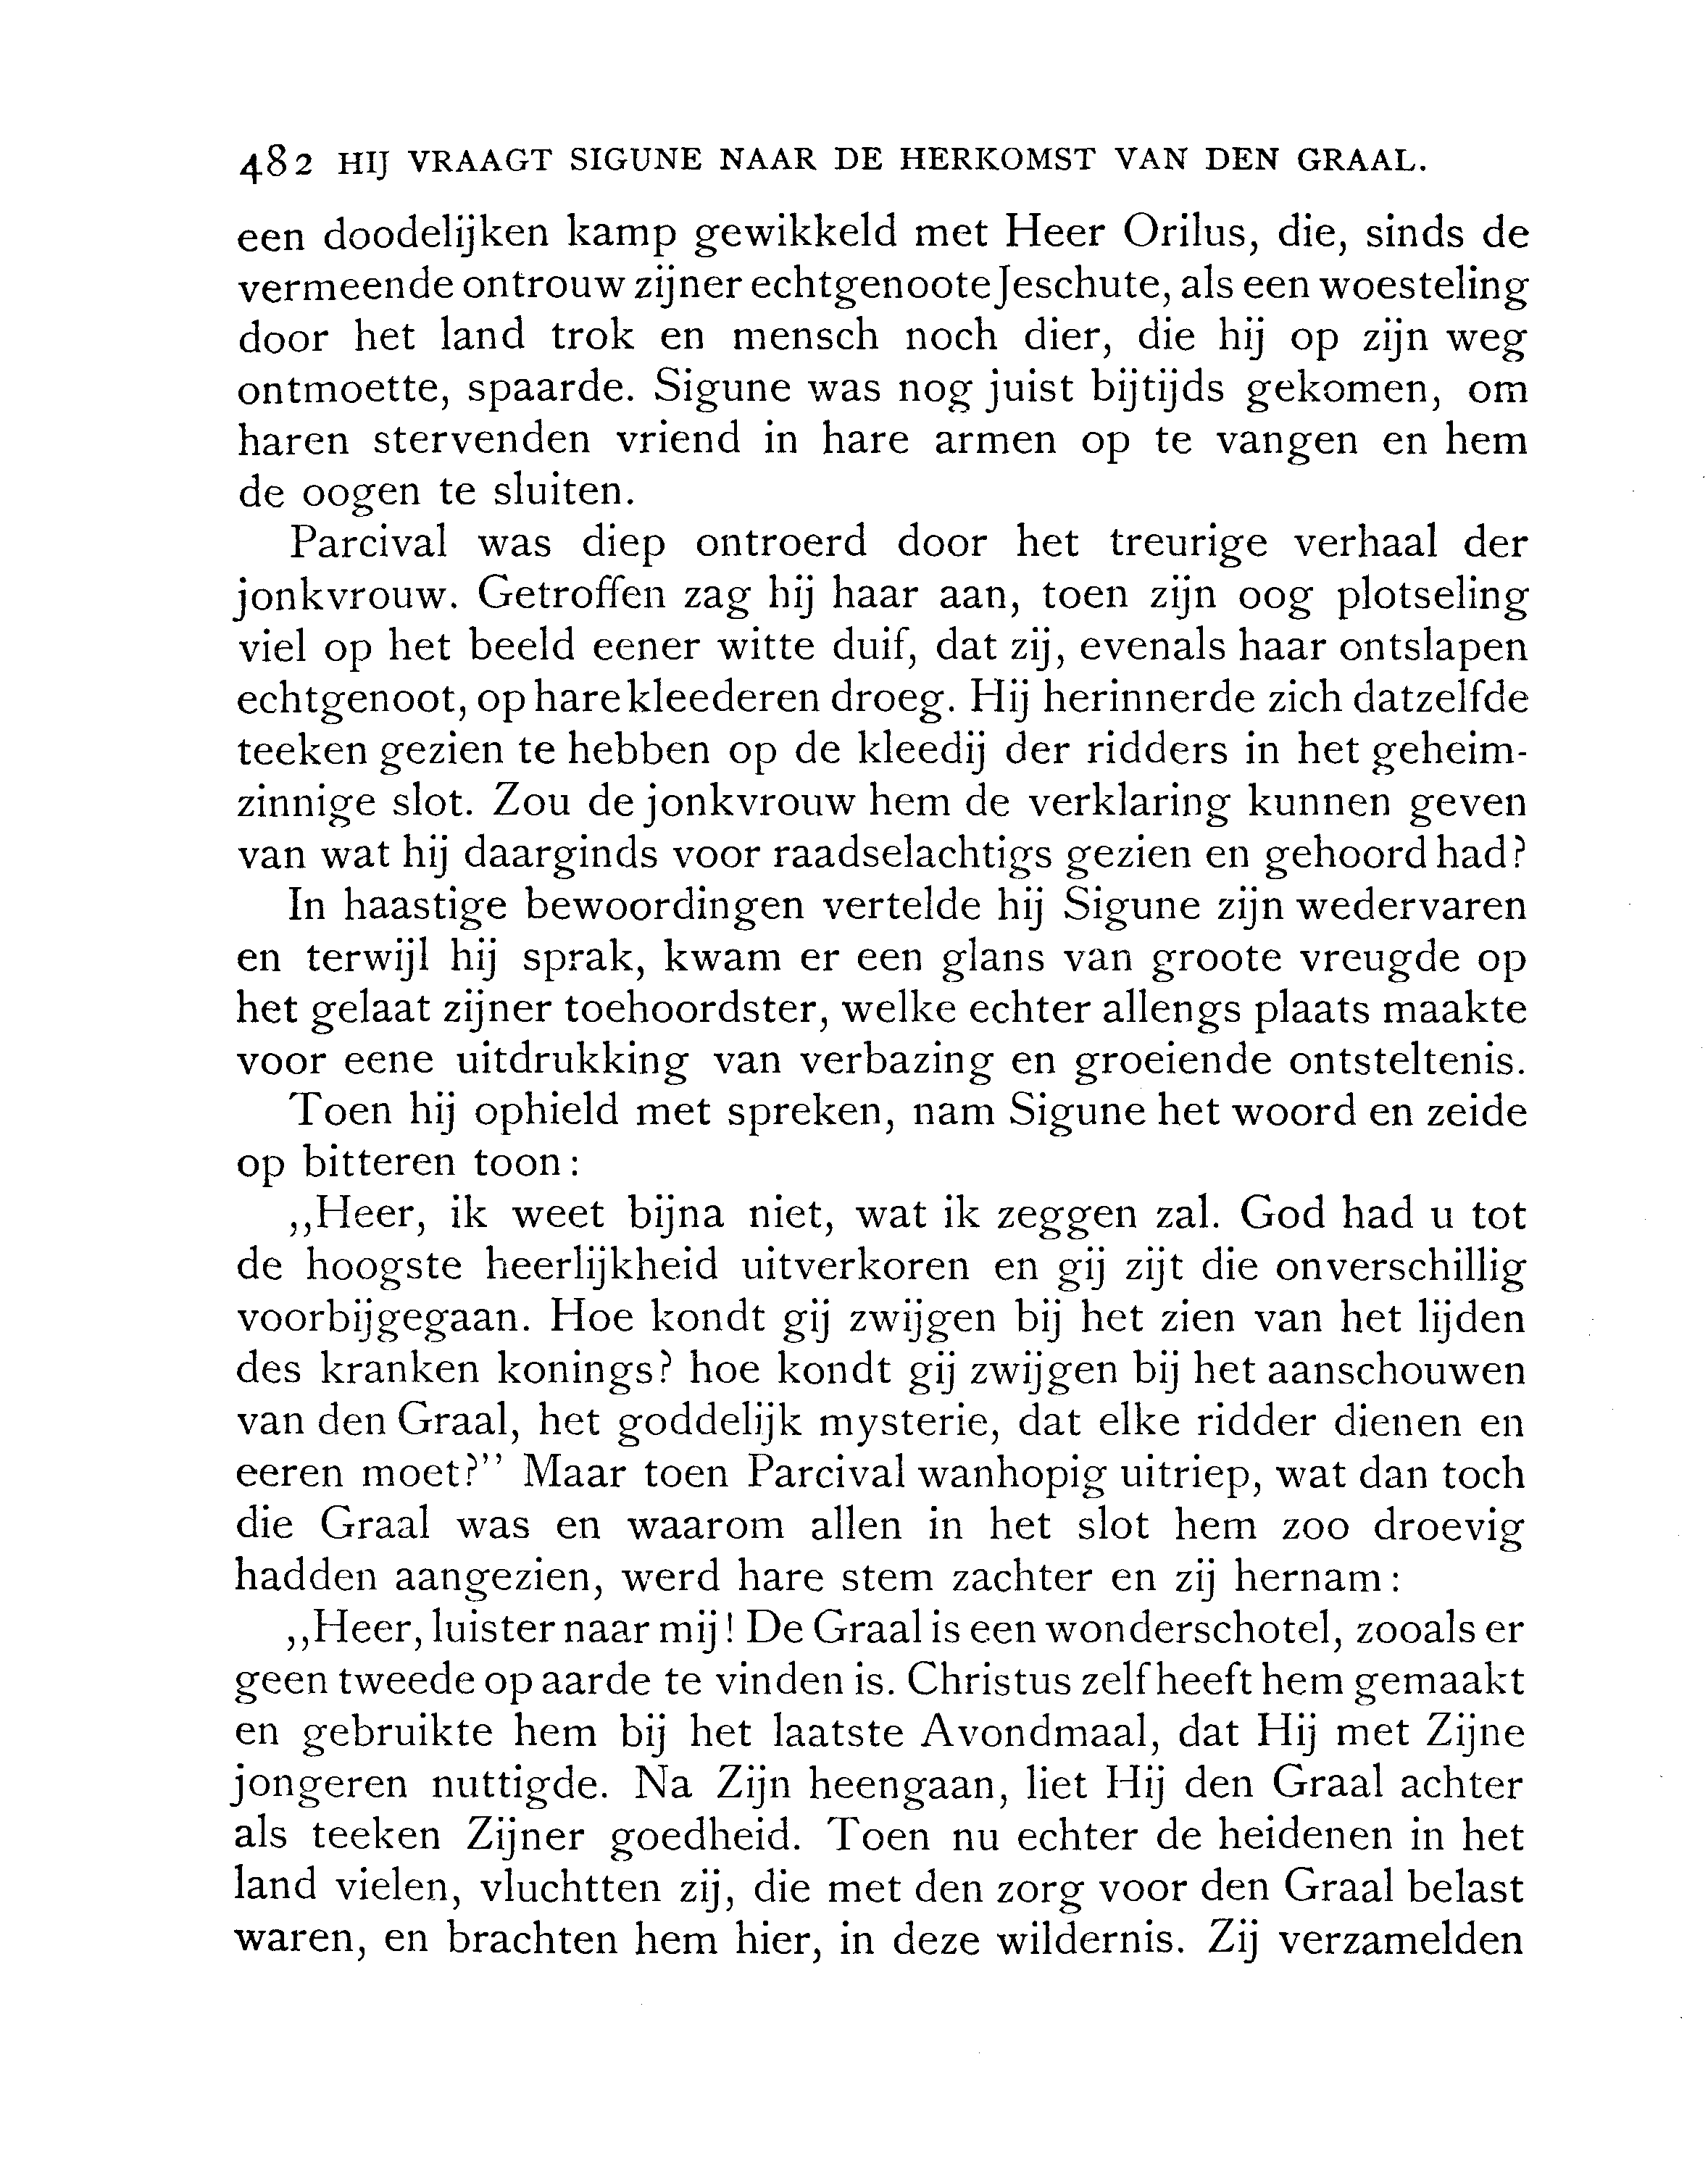 482 HIJ VRAAGT SIGUNE NAAR DE HERKOMST VAN DEN GRAAL.
een doodelijken kamp gewikkeld met Heer Orilus, die, sinds de
vermeende ontrouw zijner echtgenoote Jeschute, als een woesteling
door het land trok en mensch noch dier, die hij op zijn weg
ontmoette, spaarde. Sigune was nog juist bijtijds gekomen, om
haren stervenden vriend in hare armen op te vangen en hem
de oogen te sluiten.
Parcival was diep ontroerd door het treurige verhaal der
jonkvrouw. Getroffen zag hij haar aan, toen zijn oog plotseling
viel op het beeld eener witte duif, dat zij, evenals haar ontslapen
echtgenoot, op hare kleederen droeg. Hij herinnerde zich datzelfde
teeken gezien te hebben op de kleedij der ridders in het geheim-
zinnige slot. Zou de jonkvrouw hem de verklaring kunnen geven
van wat hij daarginds voor raadselachtigs gezien en gehoord had?
In haastige bewoordingen vertelde hij Sigune zijn wedervaren
en terwijl hij sprak, kwam er een glans van groote vreugde op
het gelaat zijner toehoordster, welke echter allengs plaats maakte
voor eene uitdrukking van verbazing en groeiende ontsteltenis.
Toen hij ophield met spreken, nam Sigune het woord en zeide
op bitteren toon:
,,Heer, ik weet bijna niet, wat ik zeggen zal. God had u tot
de hoogste heerlijkheid uitverkoren en gij zijt die onverschillig
voorbijgegaan. Hoe kondt gij zwijgen bij het zien van het lijden
des kranken konings? hoe kondt gij zwijgen bij het aanschouwen
van den Graal, het goddelijk mysterie, dat elke ridder dienen en
eeren moet?’’ Maar toen Parcival wanhopig uitriep, wat dan toch
die Graal was en waarom allen in het slot hem zoo droevig
hadden aangezien, werd hare stem zachter en zij hernam:
,,Heer, luister naar mij! De Graal is een wonderschotel, zooals er
geen tweede op aarde te vinden is. Christus zelf heeft hem gemaakt
en gebruikte hem bij het laatste Avondmaal, dat Hij met Zijne
jongeren nuttigde. Na Zijn heengaan, liet Hij den Graal achter
als teeken Zijner goedheid. Toen nu echter de heidenen in het
land vielen, vluchtten zij, die met den zorg voor den Graal belast
waren, en brachten hem hier, in deze wildernis. Zij verzamelden